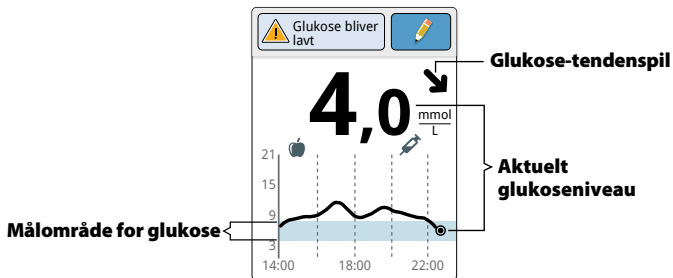 Glukose bliver
lavt
Glukose-tendenspil
4,0
mmol
L
Aktuelt
glukoseniveau
21
15
9
Målområde for glukose
3
14:00 18:00 22:00